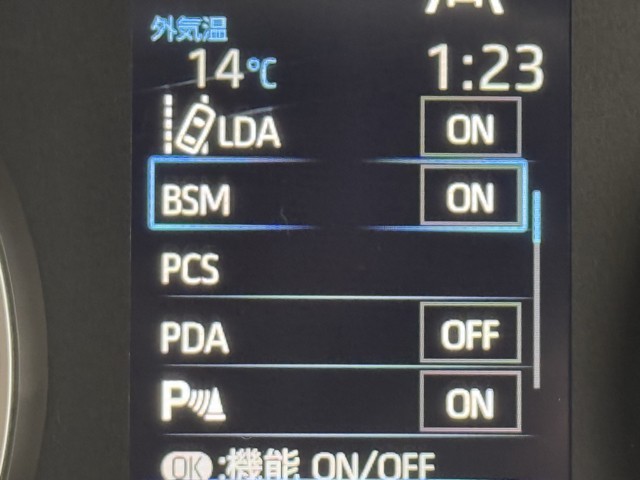 外気温
14℃ 1:23
LDA ON
BSM ON
PCS
PDA OFF
P ON
OK:機能 ON/OFF